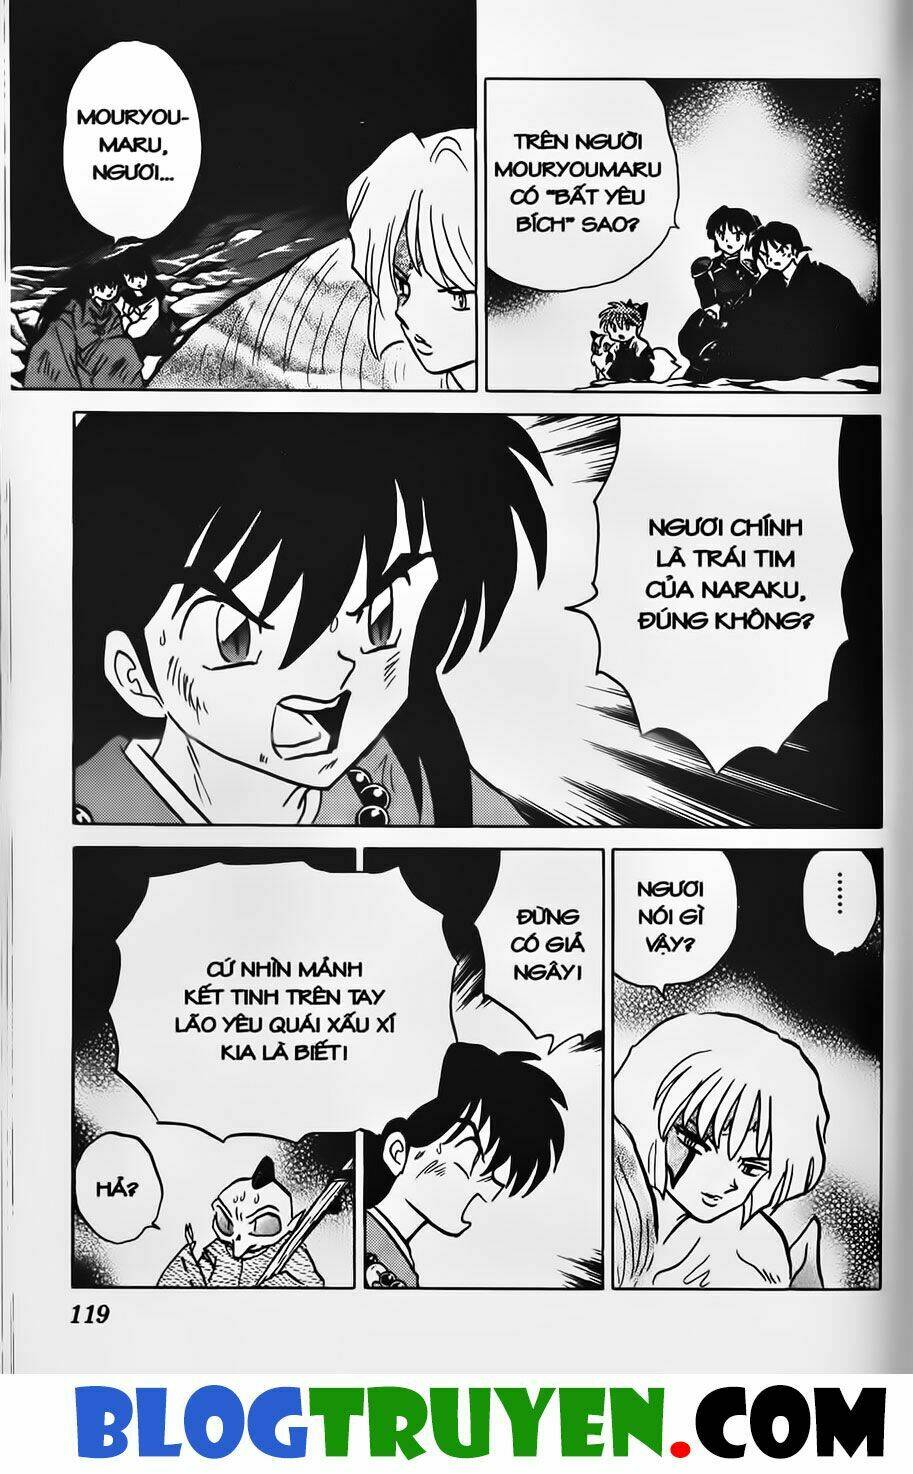 TRÊN NGƯỜI
MOURYOUMARU
CÓ "BẤT YÊU
BÍCH" SAO?
MOURYOU-
MARU,
NGƯƠI...
NGƯƠI CHÍNH
LÀ TRÁI TIM
CỦA NARAKU,
ĐÚNG KHÔNG?
......
NGƯƠI
NÓI GÌ
VẬY?
ĐỪNG
CÓ GIẢ
NGÂY!
CỨ NHÌN MẢNH
KẾT TINH TRÊN TAY
LÃO YÊU QUÁI XẤU XÍ
KIA LÀ BIẾT!
HẢ?
119
BLOGTRUYEN.COM